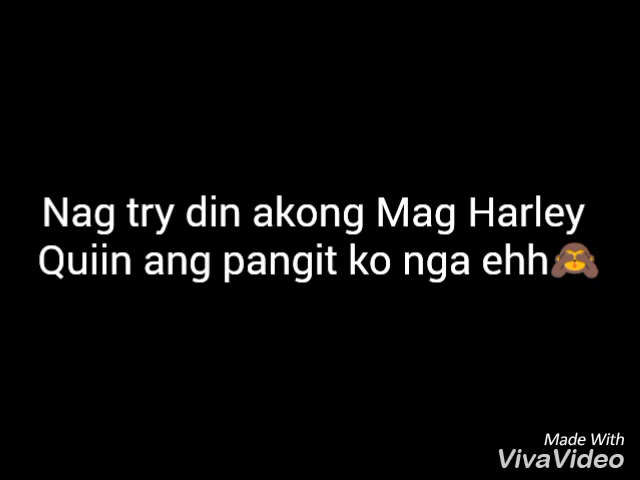 Nag try din akong Mag Harley
Quiin ang pangit ko nga ehh🙈
Made With
VivaVideo